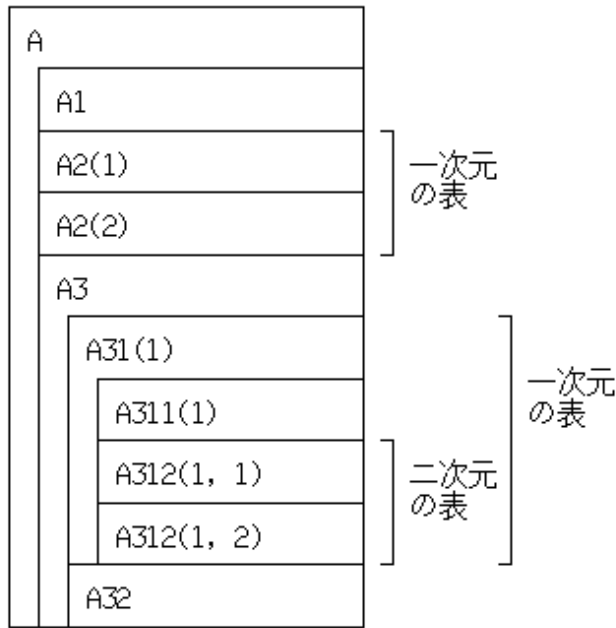 A
A1
A2(1)
A2(2)
一次元
の表
A3
A31(1)
A311(1)
A312(1, 1)
A312(1, 2)
二次元
の表
一次元
の表
A32